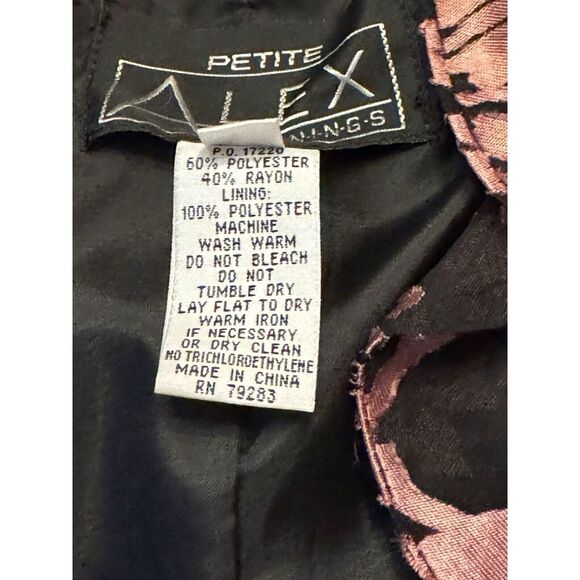 PETITE
ALEX
N-I-N-G-S
P.O. 17220
60% POLYESTER
40% RAYON
LINING:
100% POLYESTER
MACHINE
WASH WARM
DO NOT BLEACH
DO NOT
TUMBLE DRY
LAY FLAT TO DRY
WARM IRON
IF NECESSARY
OR DRY CLEAN
NO TRICHLOROETHYLENE
MADE IN CHINA
RN 79283